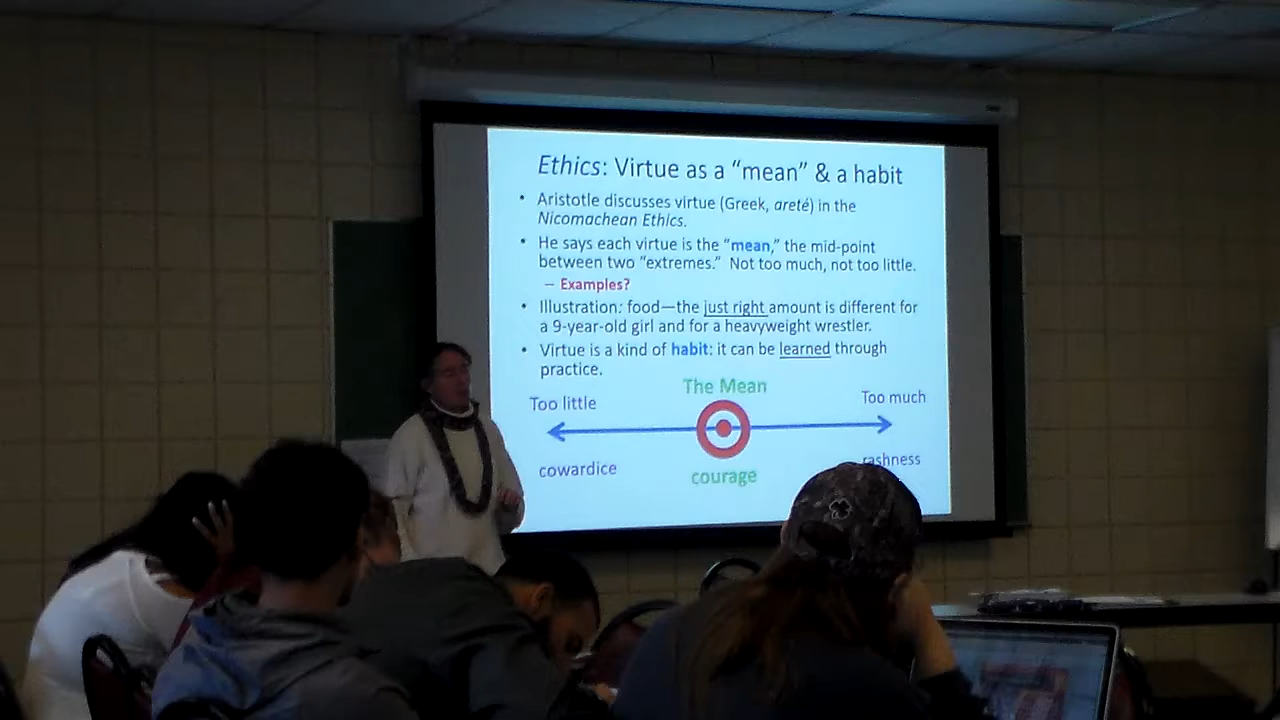 Ethics: Virtue as a “mean” & a habit
• Aristotle discusses virtue (Greek, areté) in the
Nicomachean Ethics.
• He says each virtue is the “mean,” the mid-point
between two “extremes.” Not too much, not too little.
– Examples?
• Illustration: food—the just right amount is different for
a 9-year-old girl and for a heavyweight wrestler.
• Virtue is a kind of habit: it can be learned through
practice.
The Mean
Too little Too much
cowardice courage rashness